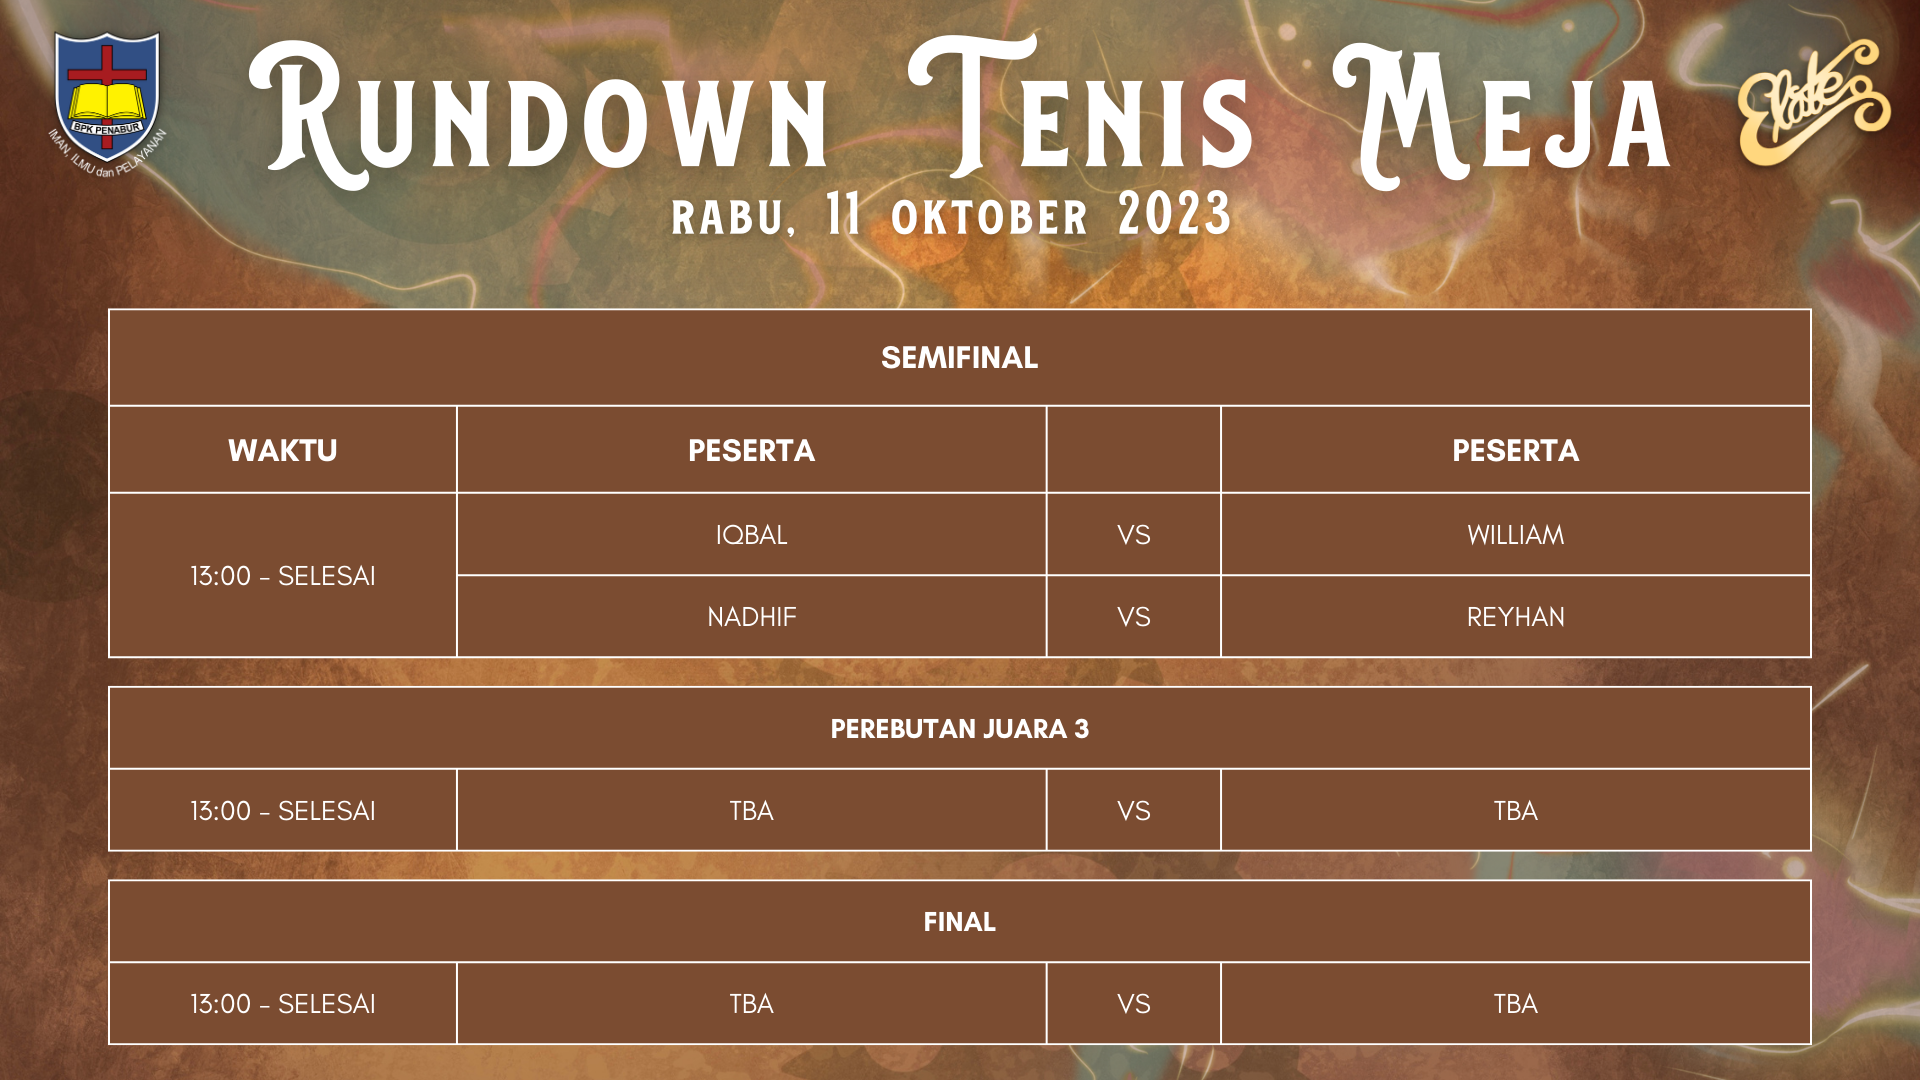 BPK PENABUR
IMAN, ILMU dan PELAYANAN
RUNDOWN TENIS MEJA
Elate
RABU, 11 OKTOBER 2023
SEMIFINAL
WAKTU PESERTA PESERTA
13:00 - SELESAI
IQBAL VS WILLIAM
NADHIF VS REYHAN
PEREBUTAN JUARA 3
13:00 - SELESAI TBA VS TBA
FINAL
13:00 - SELESAI TBA VS TBA